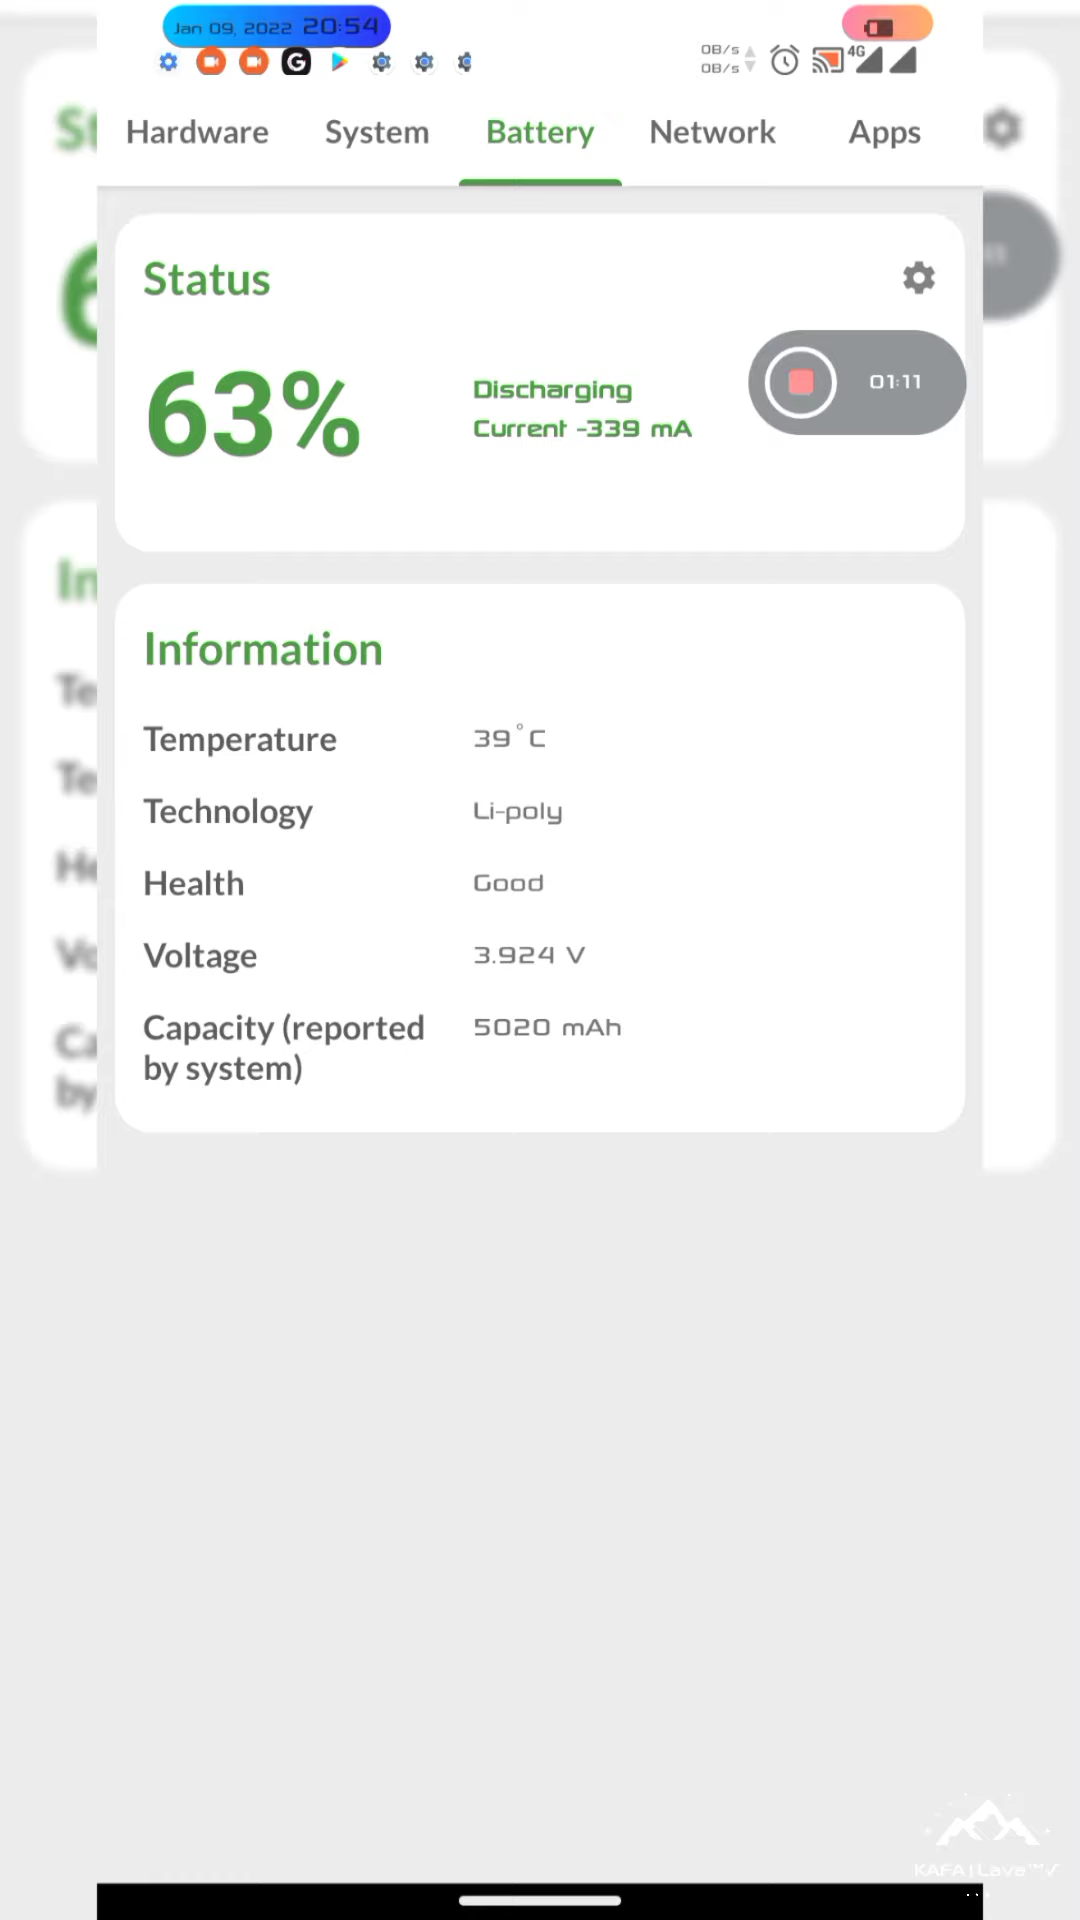 Jan 09, 2022 20:54
0B/s
0B/s
4G
Hardware System Battery Network Apps
Status
63%
Discharging
Current -339 mA
01:11
Information
Temperature 39°C
Technology Li-poly
Health Good
Voltage 3.924 V
Capacity (reported by system) 5020 mAh
KAFA | Lava™✓